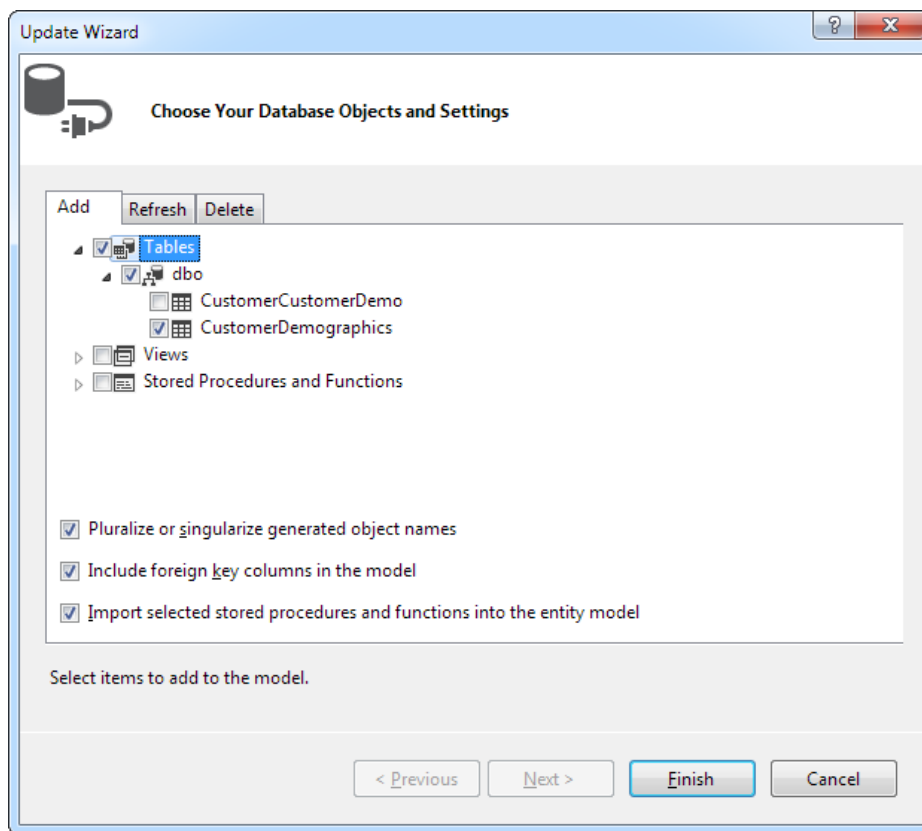 Update Wizard
?
X
Choose Your Database Objects and Settings
Add Refresh Delete
Tables
dbo
CustomerCustomerDemo
CustomerDemographics
Views
Stored Procedures and Functions
Pluralize or singularize generated object names
Include foreign key columns in the model
Import selected stored procedures and functions into the entity model
Select items to add to the model.
< Previous Next > Finish Cancel